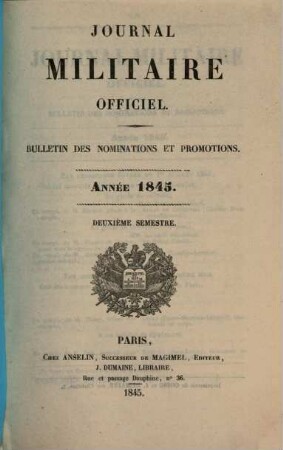 JOURNAL
MILITAIRE
OFFICIEL.
BULLETIN DES NOMINATIONS ET PROMOTIONS.
ANNÉE 1845.
DEUXIÈME SEMESTRE.
PARIS,
CHEZ ANSELIN, SUCCESSEUR DE MAGIMEL, EDITEUR,
J. DUMAINE, LIBRAIRE,
Rue et passage Dauphine, n° 36.
1845.